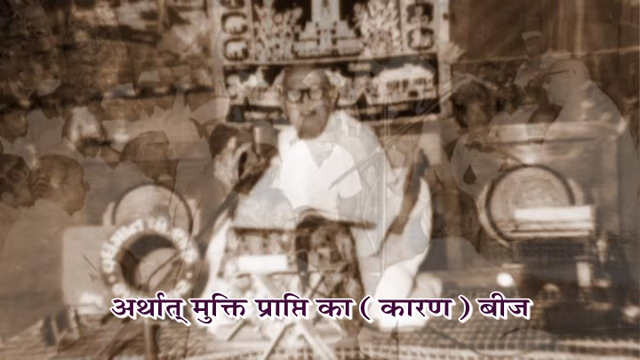 अर्थात् मुक्ति प्राप्ति का ( कारण ) बीज